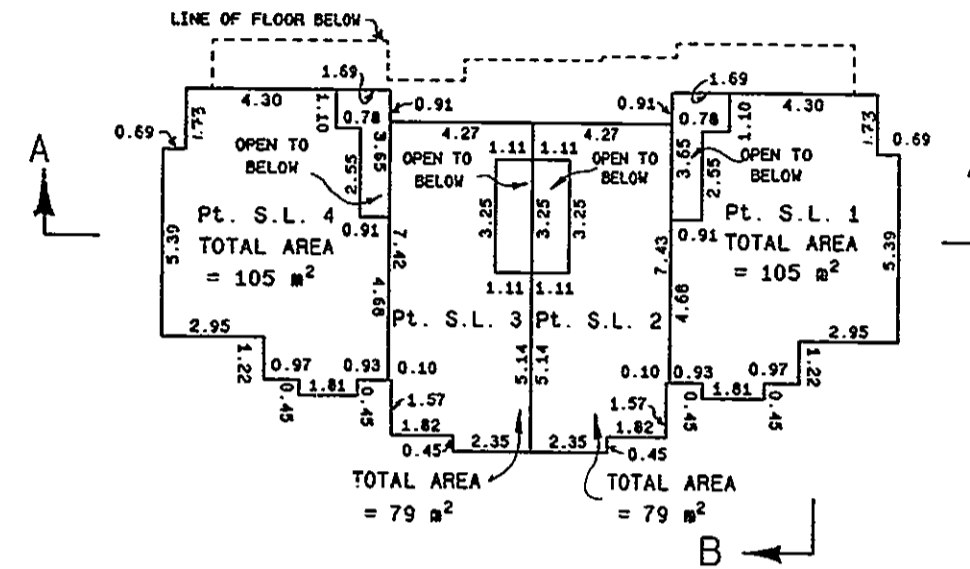 LINE OF FLOOR BELOW
1.69
1.69
4.30
1.10
0.78
0.91
0.91
0.78
1.10
4.30
0.69
1.73
4.27
4.27
1.73
0.69
A
OPEN TO
BELOW
2.55
3.65
OPEN TO
BELOW
1.11
1.11
OPEN TO
BELOW
3.65
2.55
OPEN TO
BELOW
Pt. S.L. 4
TOTAL AREA
= 105 m²
0.91
3.25
3.25
3.25
0.91
Pt. S.L. 1
TOTAL AREA
= 105 m²
5.39
7.42
7.43
5.39
4.68
1.11
1.11
4.68
2.95
Pt. S.L. 3
Pt. S.L. 2
2.95
1.22
0.97
0.93
0.10
5.14
5.14
0.10
0.93
0.97
1.22
0.45
1.81
0.45
1.57
1.57
0.45
1.81
0.45
1.82
1.82
0.45
2.35
2.35
0.45
TOTAL AREA
= 79 m²
TOTAL AREA
= 79 m²
B